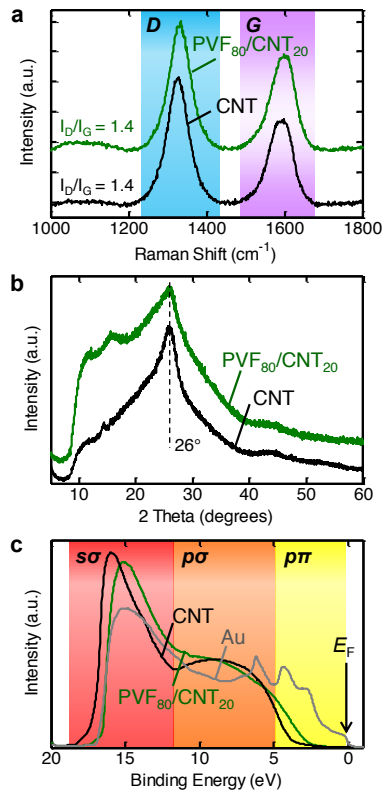 a
D
G
PVF80/CNT20
CNT
ID/IG = 1.4
ID/IG = 1.4
Intensity (a.u.)
1000 1200 1400 1600 1800
Raman Shift (cm-1)
b
PVF80/CNT20
CNT
26°
Intensity (a.u.)
10 20 30 40 50 60
2 Theta (degrees)
c
sσ
pσ
pπ
CNT
Au
EF
PVF80/CNT20
Intensity (a.u.)
20 15 10 5 0
Binding Energy (eV)